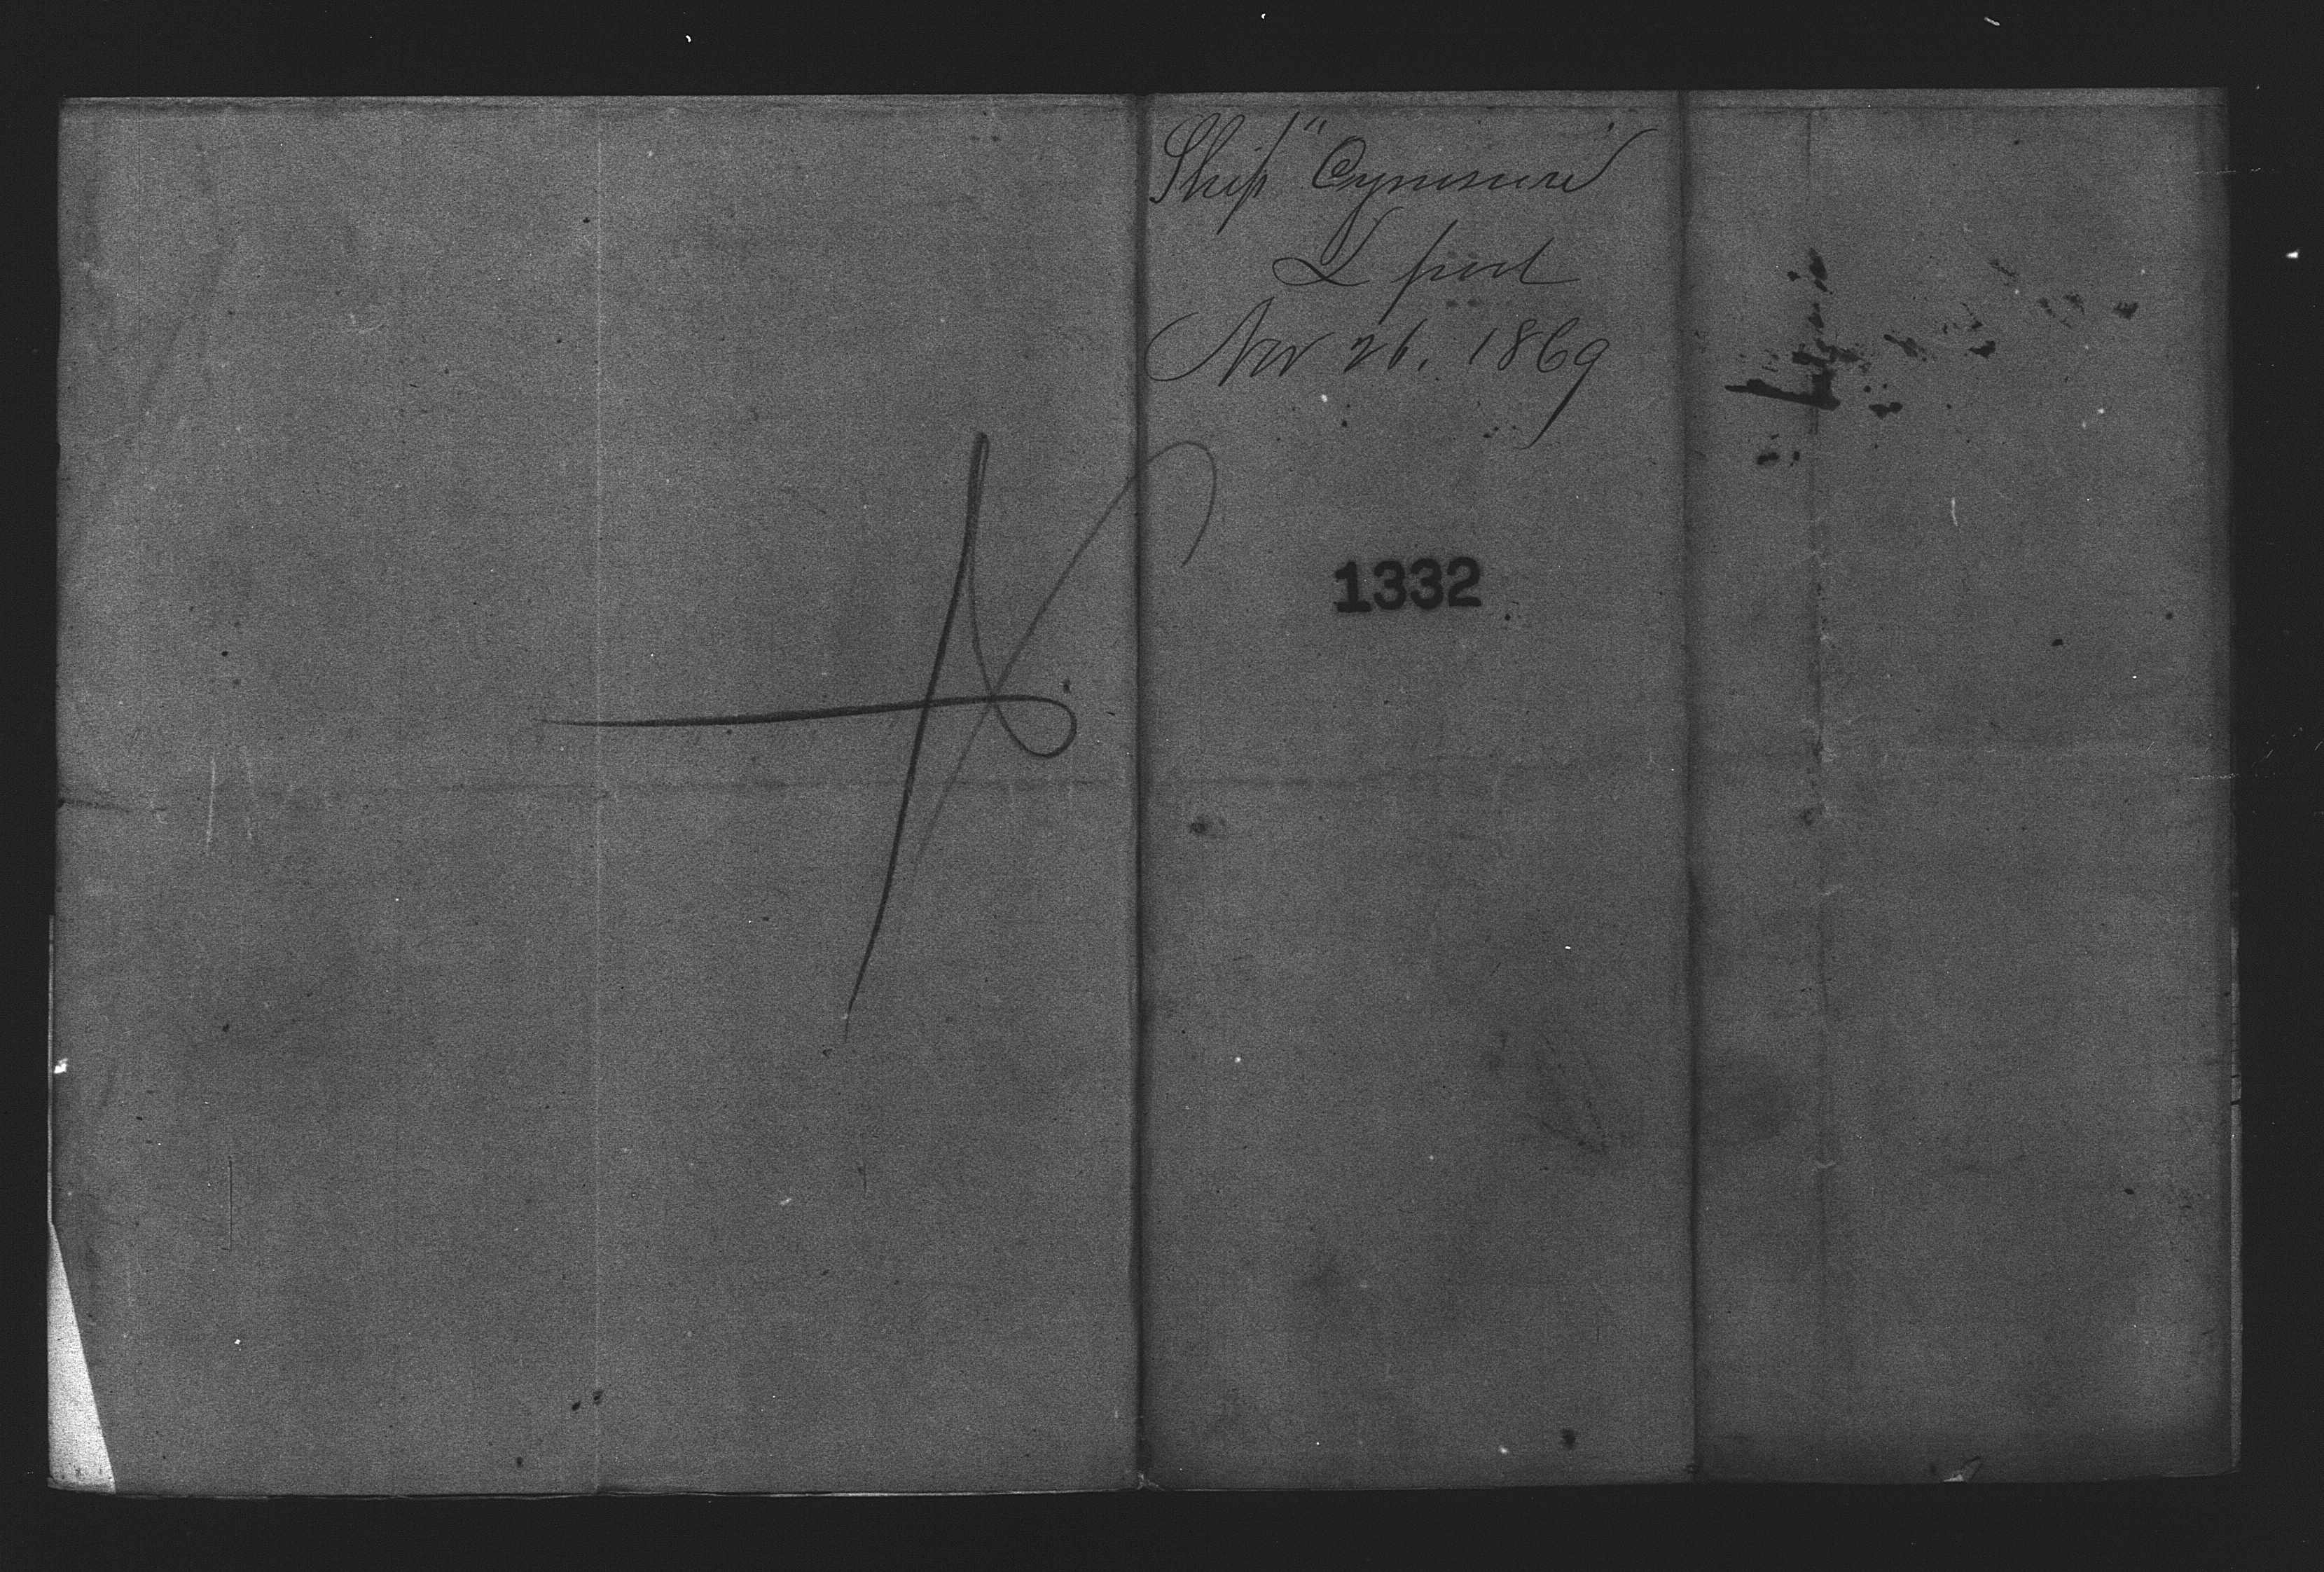 Ship "Cynosure"
L pool
Nov 26. 1869
1332